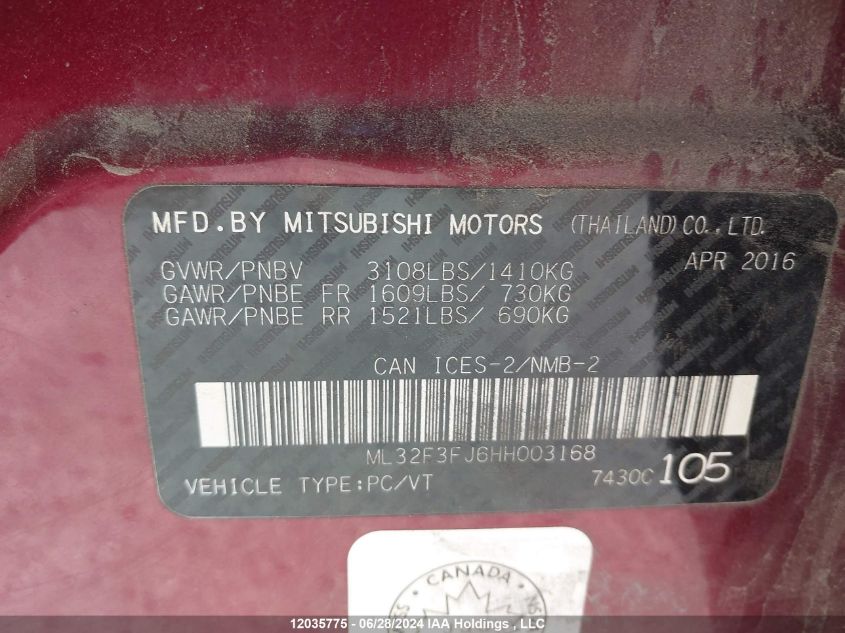 MFD.BY MITSUBISHI MOTORS (THAILAND)CO.,LTD.
GVWR/PNBV 3108LBS/1410KG APR 2016
GAWR/PNBE FR 1609LBS/ 730KG
GAWR/PNBE RR 1521LBS/ 690KG
CAN ICES-2/NMB-2
ML32F3FJ6HH003168
VEHICLE TYPE:PC/VT 7430C 105
CANADA
12035775 - 06/28/2024 IAA Holdings , LLC